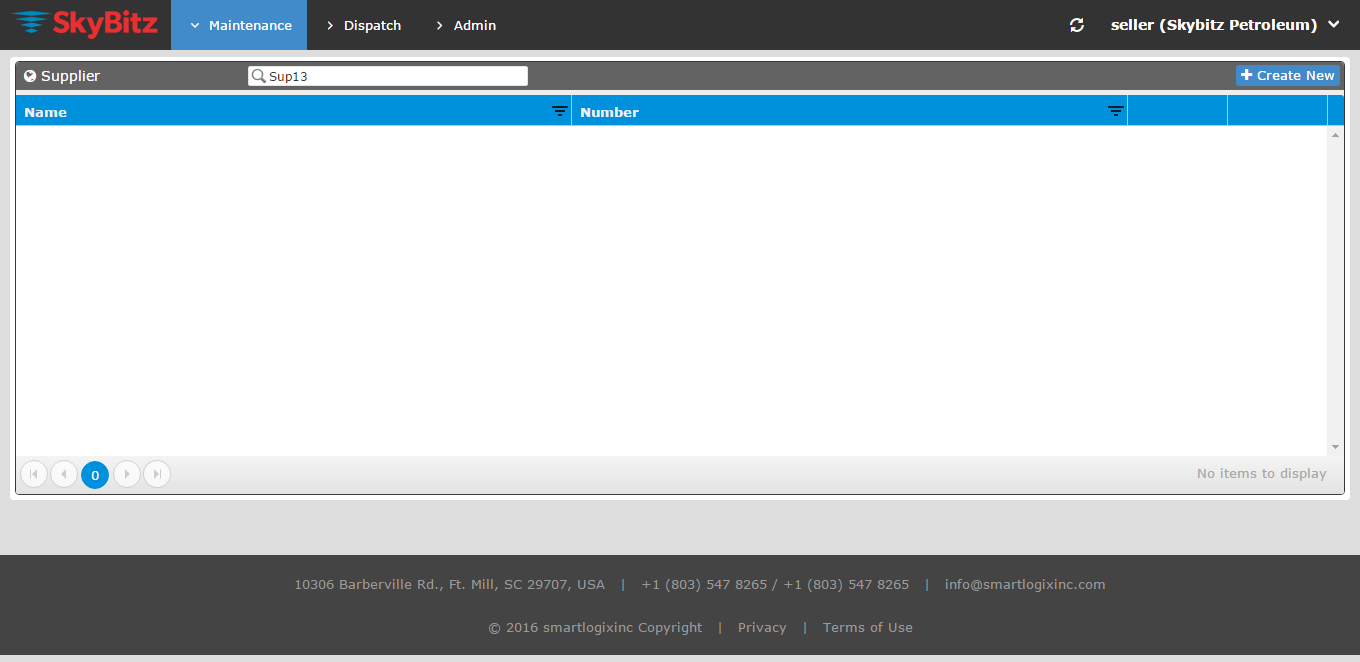 SkyBitz Maintenance Dispatch Admin seller (Skybitz Petroleum)
Supplier Sup13 Create New
Name Number
0 No items to display
10306 Barberville Rd., Ft. Mill, SC 29707, USA | +1 (803) 547 8265 / +1 (803) 547 8265 | info@smartlogixinc.com
© 2016 smartlogixinc Copyright | Privacy | Terms of Use